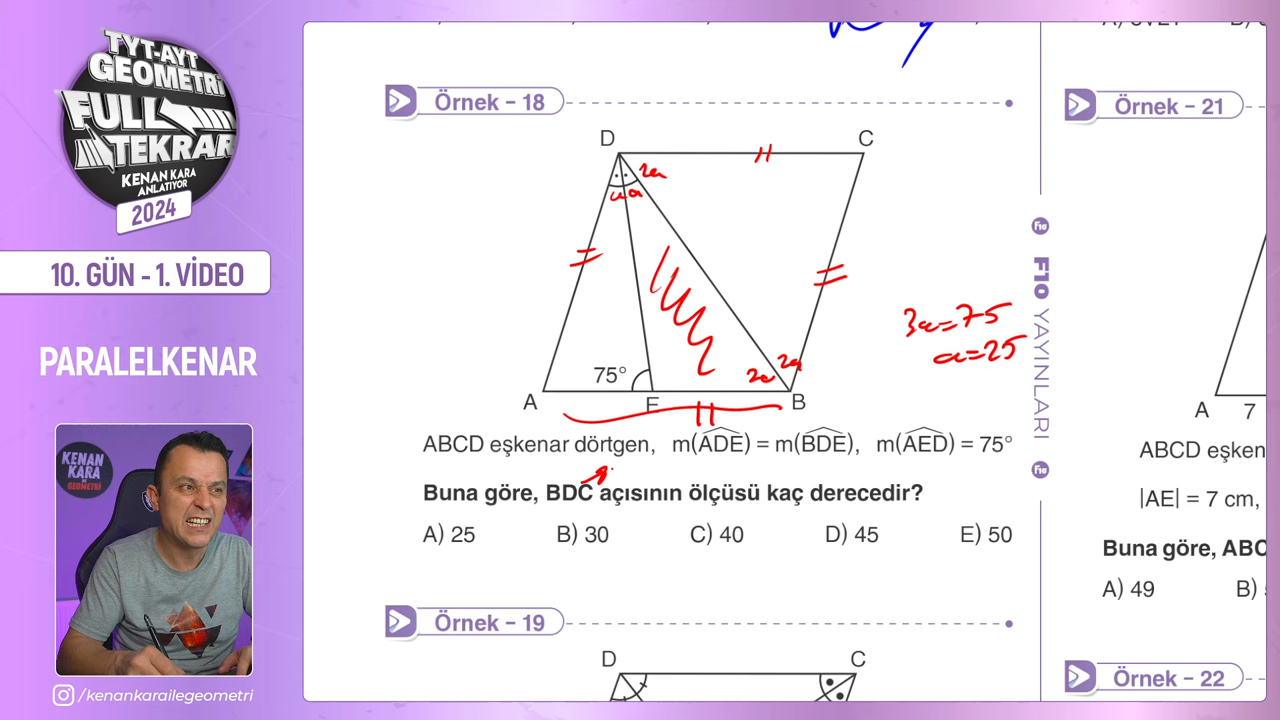 TYT-AYT
GEOMETRİ
FULL
TEKRAR
KENAN KARA
ANLATIYOR
2024
10. GÜN - 1. VİDEO
PARALELKENAR
KENAN
KARA
GEOMETRİ
/kenankarailegeometri
Örnek – 18
D
C
2a
a a
75°
2a
2a
A
E
B
3a=75
a=25
ABCD eşkenar dörtgen, m(ADE) = m(BDE), m(AED) = 75°
Buna göre, BDC açısının ölçüsü kaç derecedir?
A) 25 B) 30 C) 40 D) 45 E) 50
Örnek – 19
D
C
F10
F10 YAYINLARI
F10
Örnek – 21
A
7
ABCD eşken
|AE| = 7 cm,
Buna göre, ABC
A) 49 B)
Örnek – 22